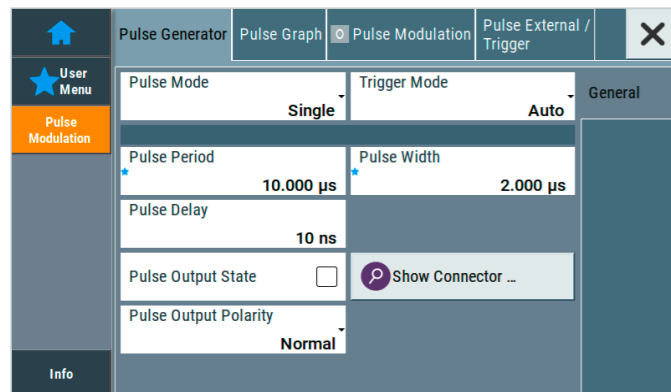 Pulse Generator
Pulse Graph
O Pulse Modulation
Pulse External /
Trigger
User
Menu
Pulse
Modulation
Info
Pulse Mode
Single
Trigger Mode
Auto
General
Pulse Period
10.000 µs
Pulse Width
2.000 µs
Pulse Delay
10 ns
Pulse Output State
Show Connector ...
Pulse Output Polarity
Normal